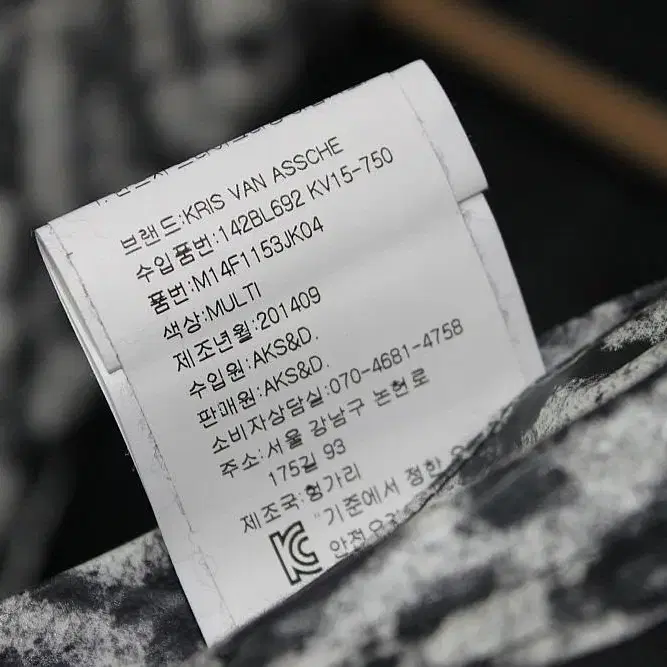 브랜드:KRIS VAN ASSCHE
수입품번:142BL692 KV15-750
품번:M14F1153JK04
색상:MULTI
제조년월:201409
수입원:AKS&D.
판매원:AKS&D.
소비자상담실:070-4681-4758
주소:서울 강남구 논현로
175길 93
제조국:헝가리
"기준에서 정한
안전